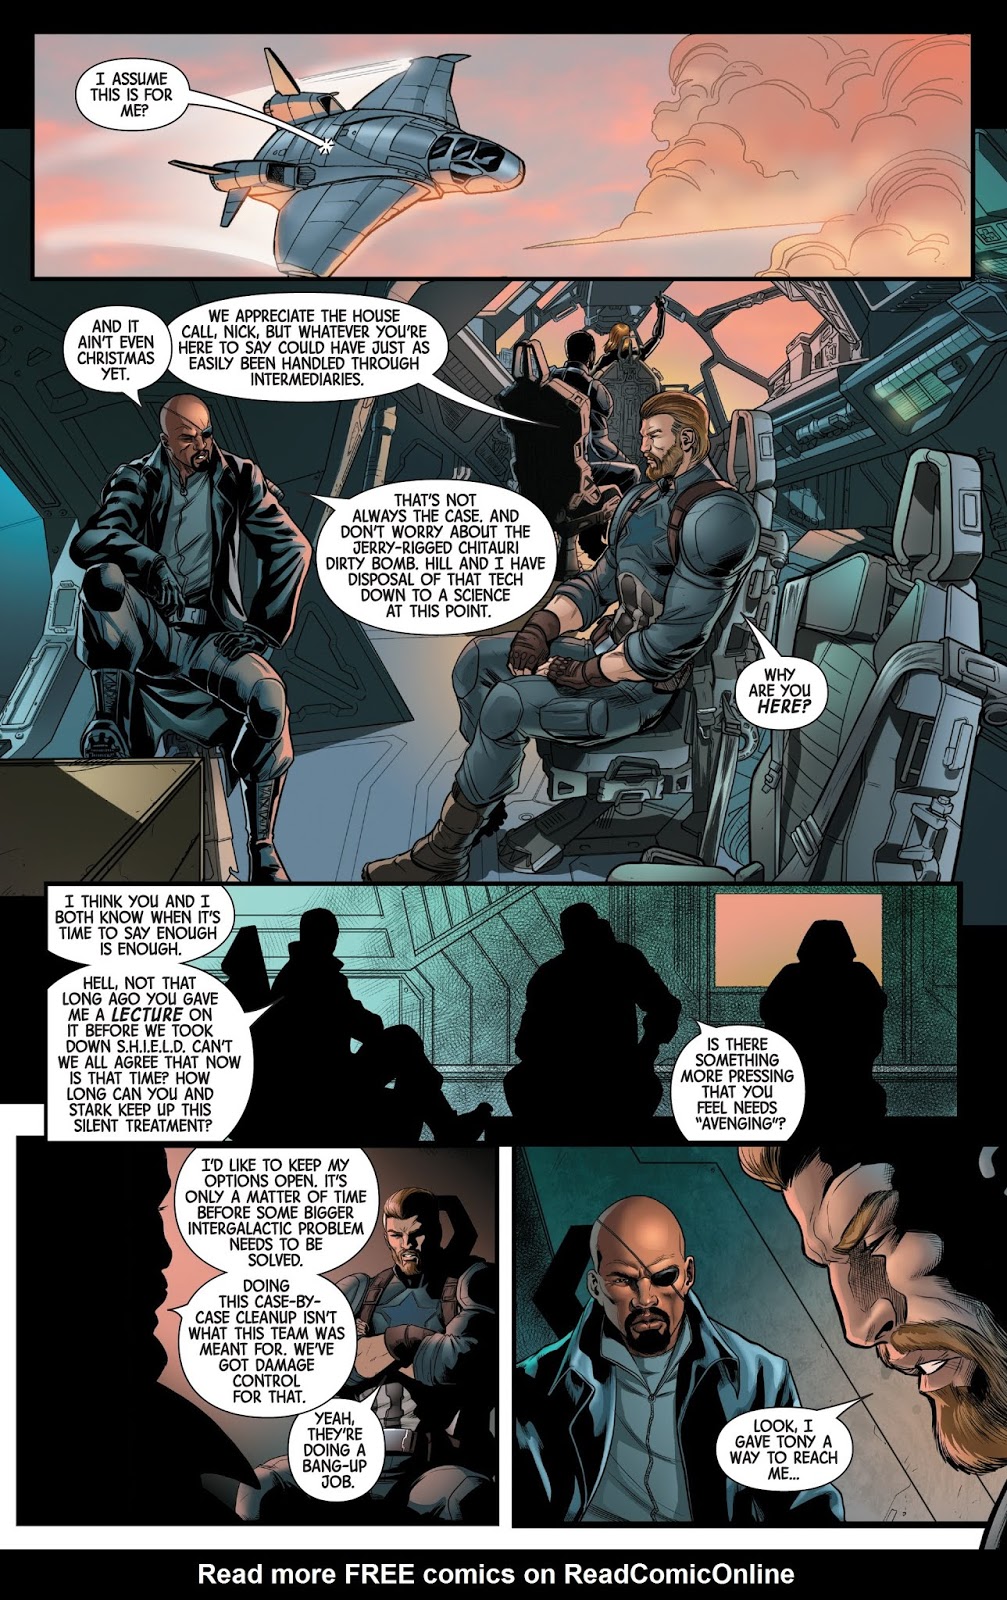 I ASSUME
THIS IS FOR
ME?
AND IT
AIN'T EVEN
CHRISTMAS
YET.
WE APPRECIATE THE HOUSE
CALL, NICK, BUT WHATEVER YOU'RE
HERE TO SAY COULD HAVE JUST AS
EASILY BEEN HANDLED THROUGH
INTERMEDIARIES.
THAT'S NOT
ALWAYS THE CASE. AND
DON'T WORRY ABOUT THE
JERRY-RIGGED CHITAURI
DIRTY BOMB. HILL AND I HAVE
DISPOSAL OF THAT TECH
DOWN TO A SCIENCE
AT THIS POINT.
WHY
ARE YOU
HERE?
I THINK YOU AND I
BOTH KNOW WHEN IT'S
TIME TO SAY ENOUGH
IS ENOUGH.
HELL, NOT THAT
LONG AGO YOU GAVE
ME A LECTURE ON
IT BEFORE WE TOOK
DOWN S.H.I.E.L.D. CAN'T
WE ALL AGREE THAT NOW
IS THAT TIME? HOW
LONG CAN YOU AND
STARK KEEP UP THIS
SILENT TREATMENT?
IS THERE
SOMETHING
MORE PRESSING
THAT YOU
FEEL NEEDS
"AVENGING"?
I'D LIKE TO KEEP MY
OPTIONS OPEN. IT'S
ONLY A MATTER OF TIME
BEFORE SOME BIGGER
INTERGALACTIC PROBLEM
NEEDS TO BE
SOLVED.
DOING
THIS CASE-BY-
CASE CLEANUP ISN'T
WHAT THIS TEAM WAS
MEANT FOR. WE'VE
GOT DAMAGE
CONTROL
FOR THAT.
YEAH,
THEY'RE
DOING A
BANG-UP
JOB.
LOOK, I
GAVE TONY A
WAY TO REACH
ME...
Read more FREE comics on ReadComicOnline